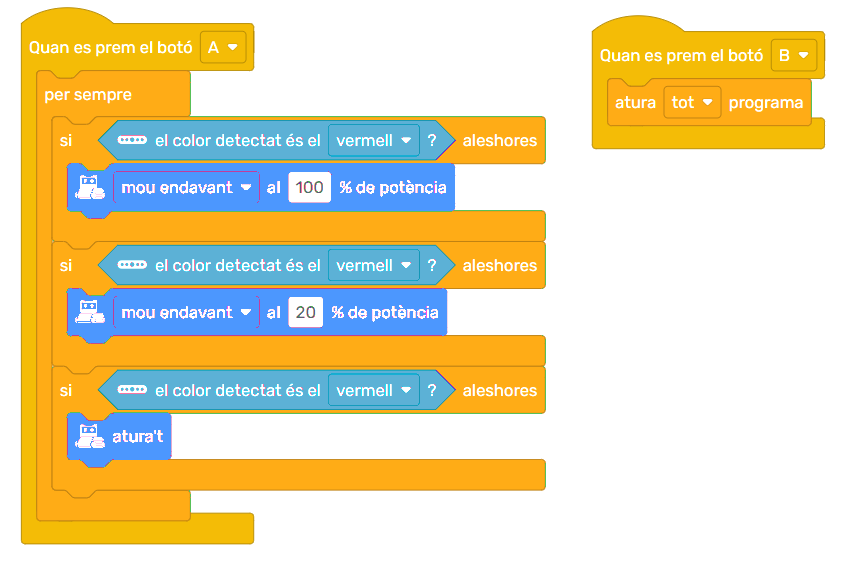 Quan es prem el botó A
per sempre
si el color detectat és el vermell ? aleshores
mou endavant al 100 % de potència
si el color detectat és el vermell ? aleshores
mou endavant al 20 % de potència
si el color detectat és el vermell ? aleshores
atura't
Quan es prem el botó B
atura tot programa